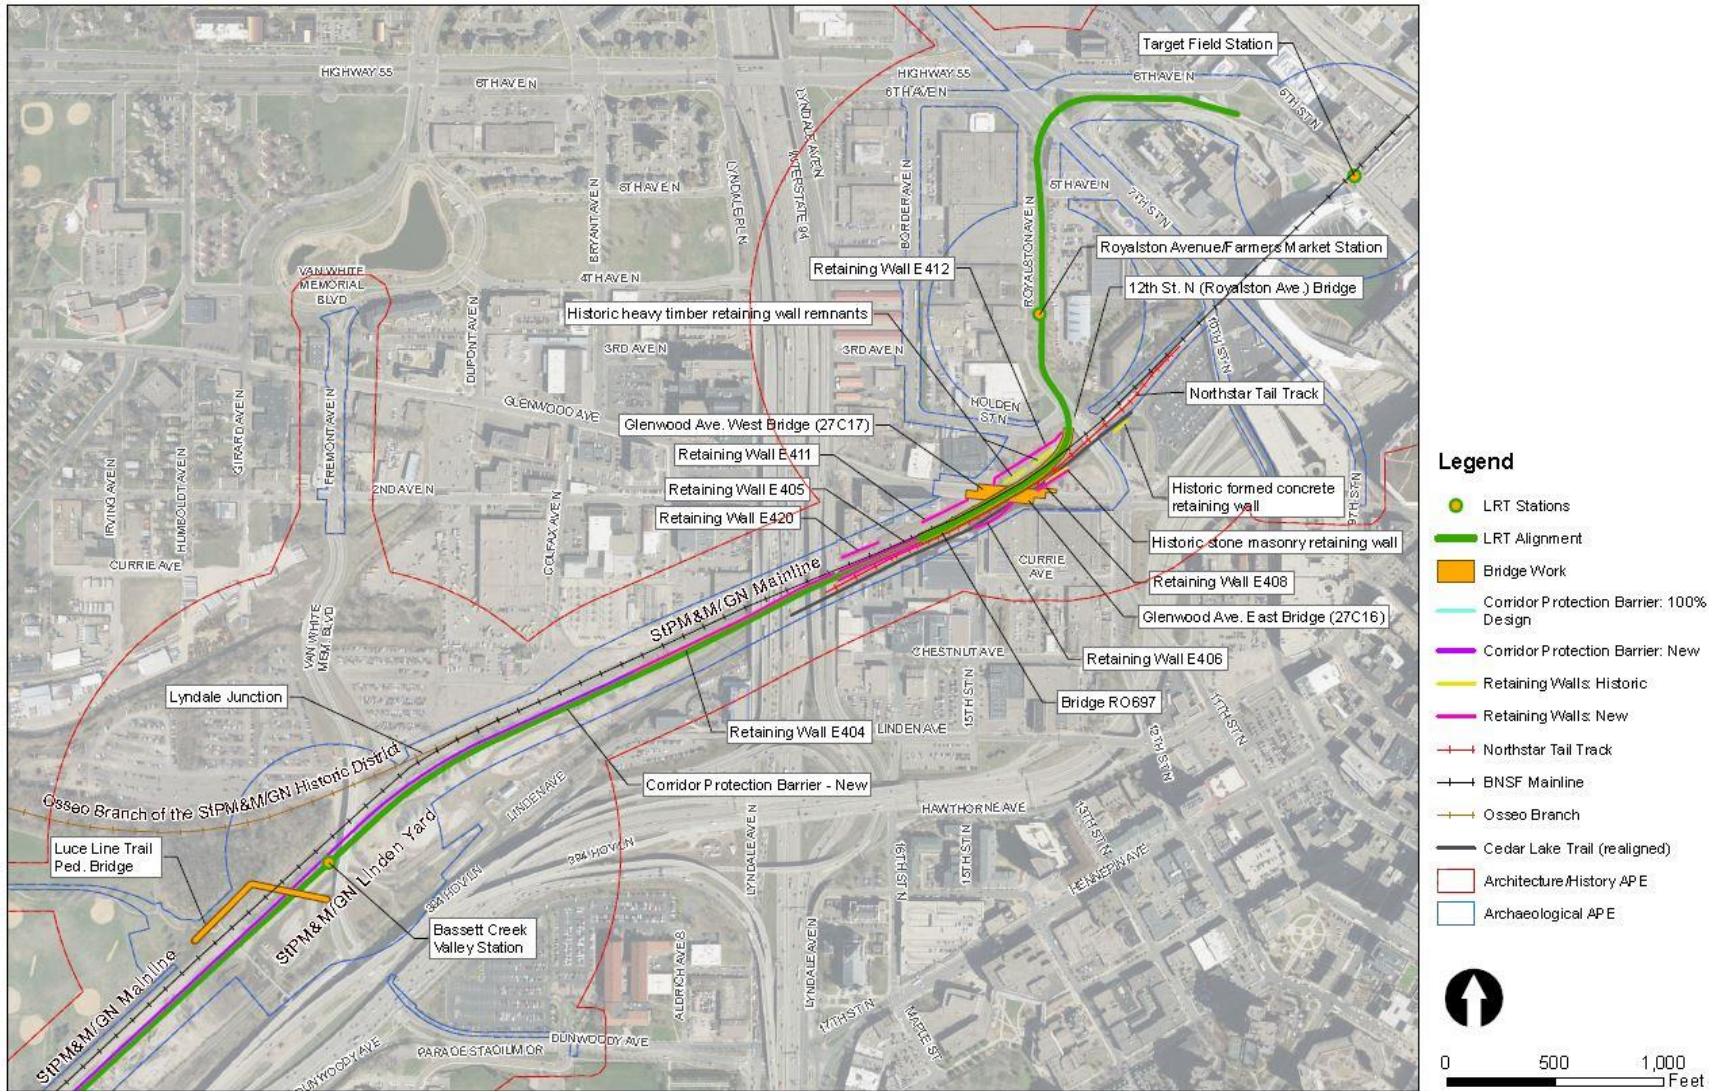 Target Field Station
HIGHWAY 55
6TH AVE N
HIGHWAY 55
6TH AVE N
6TH AVE N
5TH ST N
LYNDALE AVE N
INTERSTATE 94
LYNDALE PL N
BORDER AVE N
BRYANT AVE N
8TH AVE N
5TH AVE N
7TH ST N
ROYALSTON AVE N
Royalston Avenue/Farmers Market Station
Retaining Wall E412
12th St. N (Royalston Ave.) Bridge
VAN WHITE
MEMORIAL
BLVD
4TH AVE N
Historic heavy timber retaining wall remnants
10TH ST N
DUPONT AVE N
3RD AVE N
3RD AVE N
Northstar Tail Track
HOLDEN
ST N
GLENWOOD AVE
Glenwood Ave. West Bridge (27C17)
GIRARD AVE N
FREMONT AVE N
Retaining Wall E411
IRVING AVE N
HUMBOLDT AVE N
2ND AVE N
Retaining Wall E405
Historic formed concrete
retaining wall
9TH ST N
Retaining Wall E420
COLFAX AVE N
Historic stone masonry retaining wall
CURRIE AVE
CURRIE
AVE
StPM&M/GN Mainline
Retaining Wall E408
Glenwood Ave. East Bridge (27C16)
VAN WHITE
MEM. BLVD
CHESTNUT AVE
Retaining Wall E406
Lyndale Junction
15TH ST N
Bridge RO697
11TH ST N
12TH ST N
LINDEN AVE
Retaining Wall E404
Osseo Branch of the StPM&M/GN Historic District
Corridor Protection Barrier - New
LINDEN AVE
HAWTHORNE AVE
13TH ST N
Luce Line Trail
Ped. Bridge
StPM&M/GN Linden Yard
394 HOV LN
394 HOV LN
LYNDALE AVE N
16TH ST N
15TH ST N
HENNEPIN AVE
Bassett Creek
Valley Station
StPM&M/GN Mainline
ALDRICH AVE S
LYNDALE AVE N
17TH ST N
MAPLE ST
DUNWOODY AVE
DUNWOODY AVE
PARADE STADIUM DR
Legend
LRT Stations
LRT Alignment
Bridge Work
Corridor Protection Barrier: 100%
Design
Corridor Protection Barrier: New
Retaining Walls: Historic
Retaining Walls: New
Northstar Tail Track
BNSF Mainline
Osseo Branch
Cedar Lake Trail (realigned)
Architecture/History APE
Archaeological APE
0 500 1,000
Feet